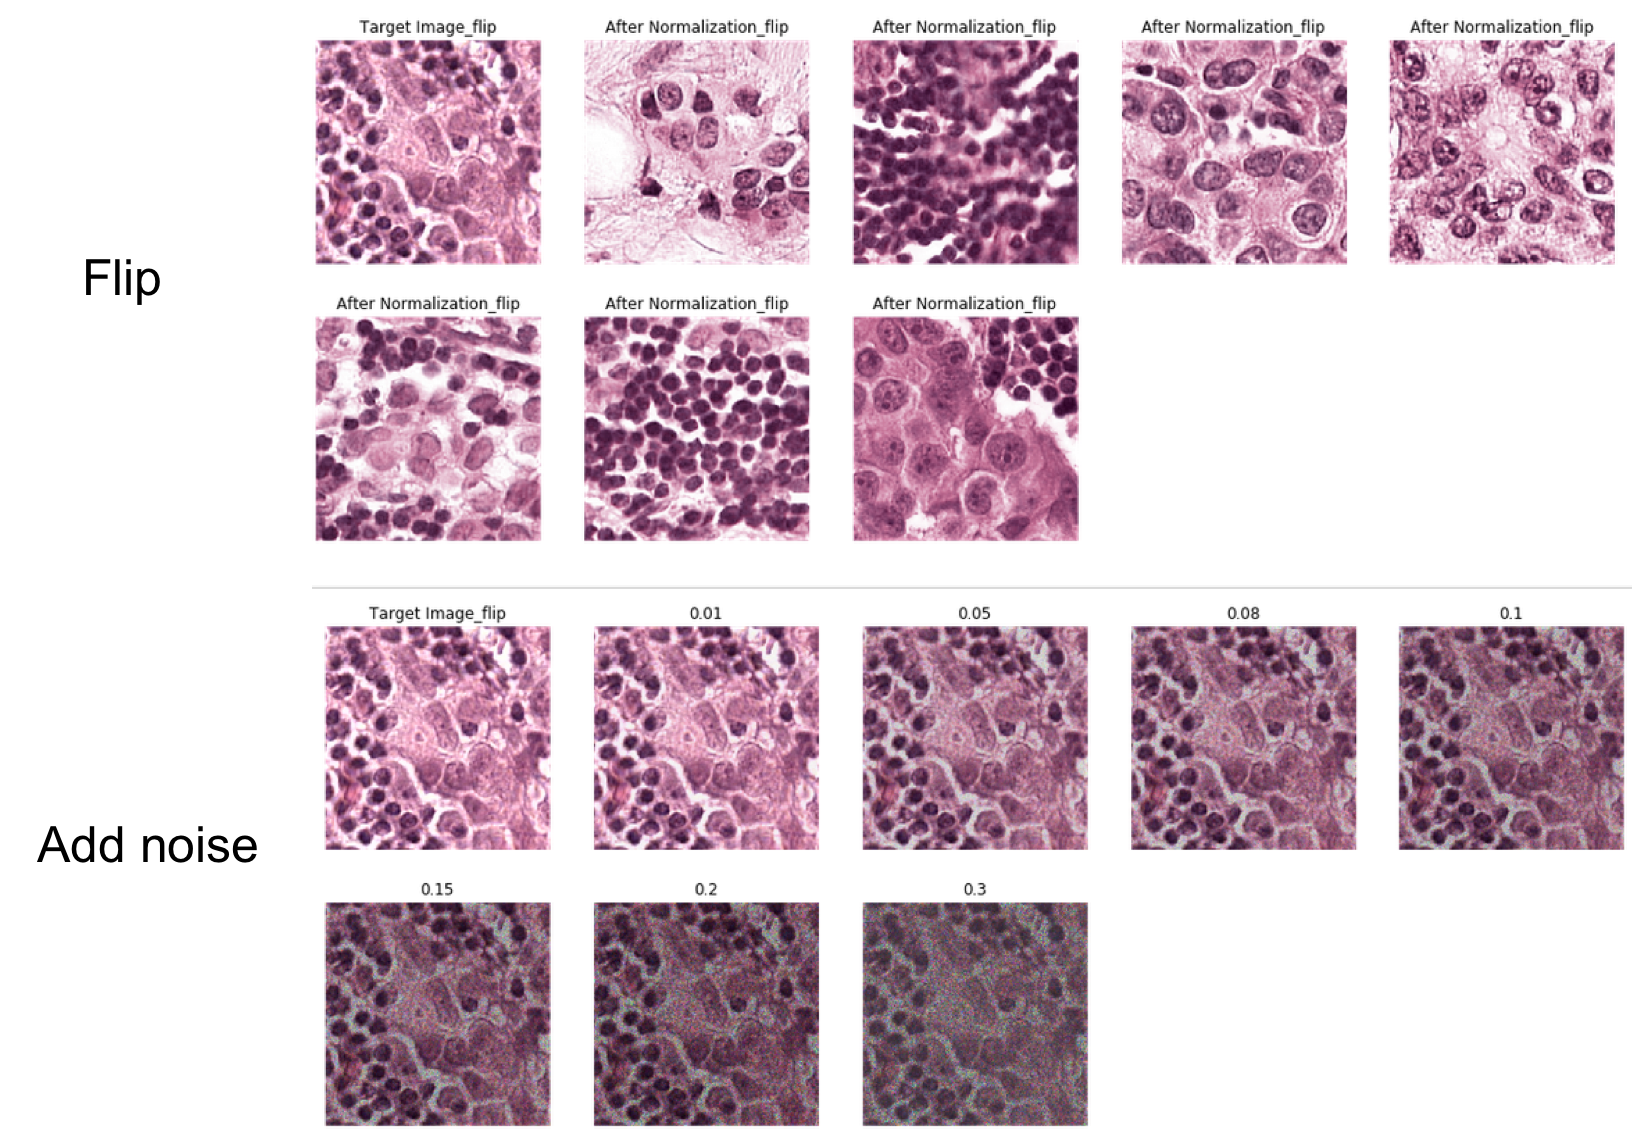 Target Image_flip
After Normalization_flip
After Normalization_flip
After Normalization_flip
After Normalization_flip
Flip
After Normalization_flip
After Normalization_flip
After Normalization_flip
Target Image_flip
0.01
0.05
0.08
0.1
Add noise
0.15
0.2
0.3